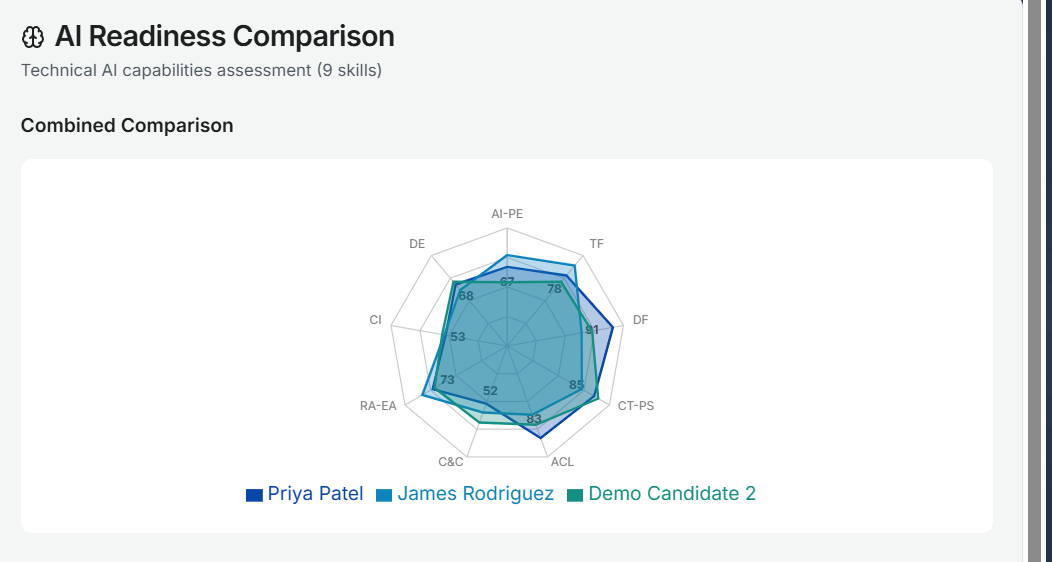 AI Readiness Comparison
Technical AI capabilities assessment (9 skills)
Combined Comparison
AI-PE
DE
TF
67
78
68
CI
DF
91
53
73
85
52
RA-EA
CT-PS
83
C&C
ACL
Priya Patel
James Rodriguez
Demo Candidate 2